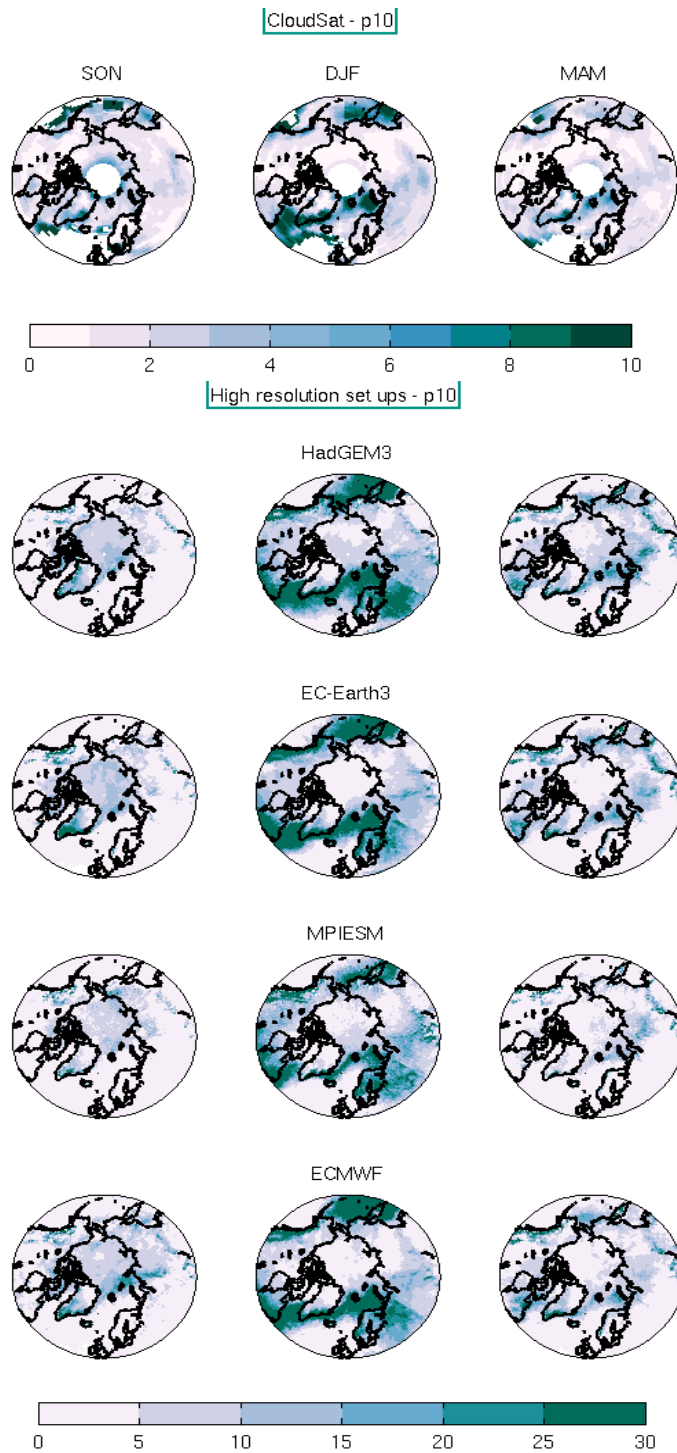 CloudSat - p10
SON DJF MAM
0 2 4 6 8 10
High resolution set ups - p10
HadGEM3
EC-Earth3
MPIESM
ECMWF
0 5 10 15 20 25 30